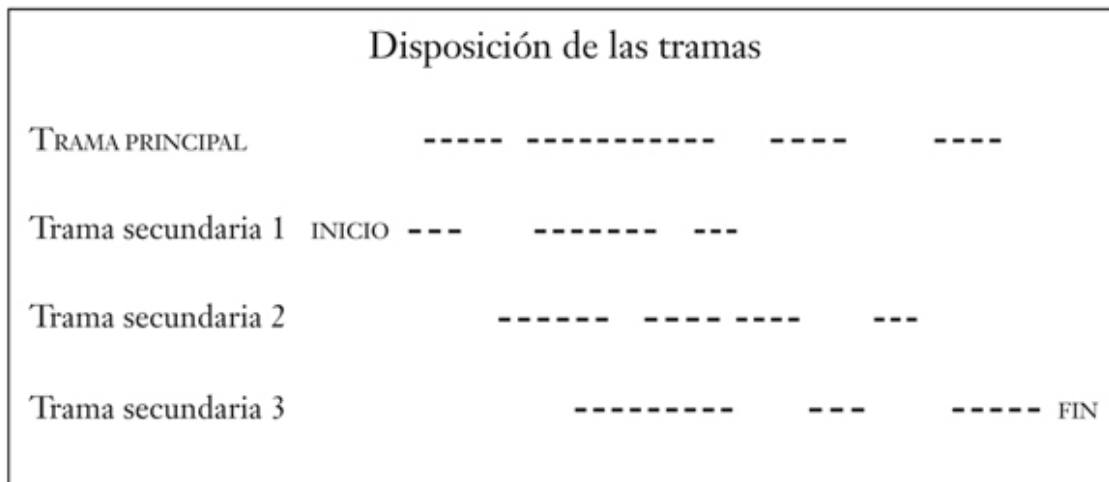 Disposición de las tramas
TRAMA PRINCIPAL ----- ------------ ----- -----
Trama secundaria 1 INICIO ---- -------- ---
Trama secundaria 2 ------- ----- ---- ---
Trama secundaria 3 ---------- ---- ------ FIN